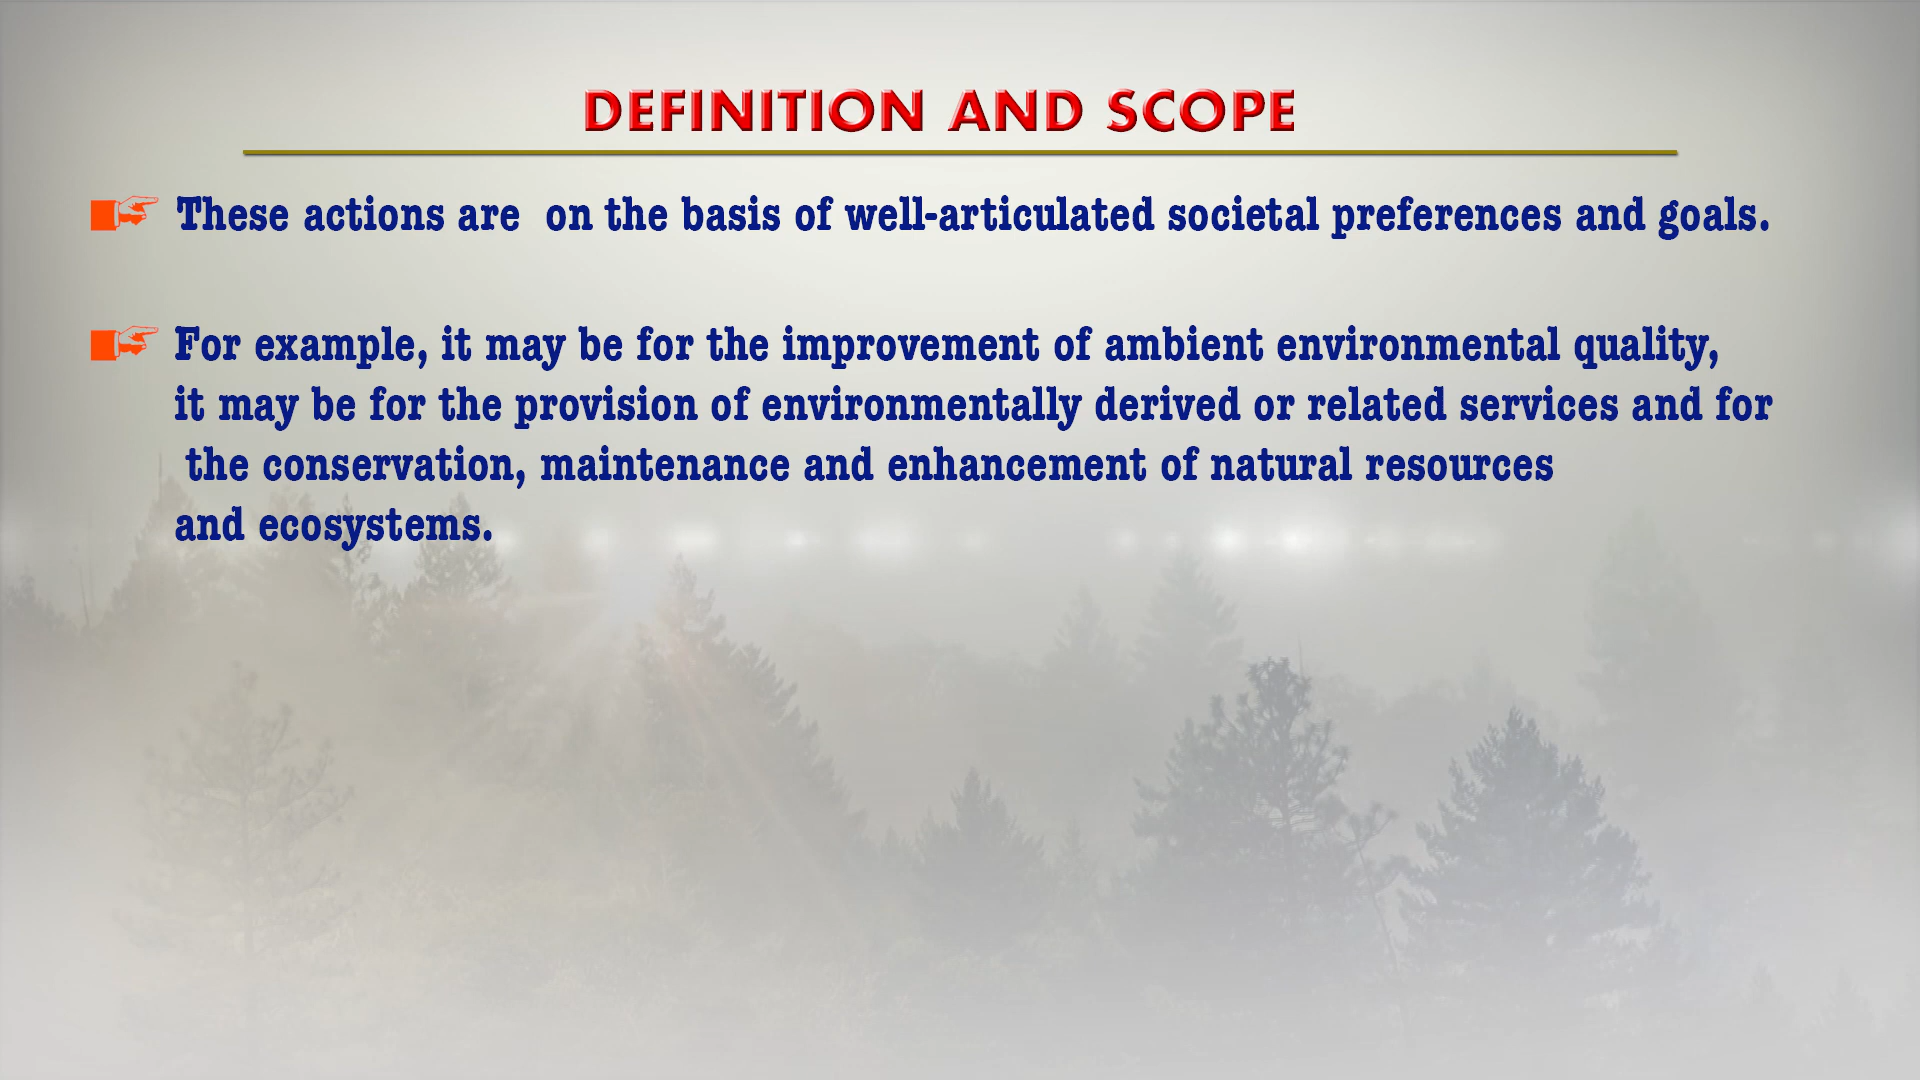 DEFINITION AND SCOPE
These actions are  on the basis of well-articulated societal preferences and goals.
For example, it may be for the improvement of ambient environmental quality,
it may be for the provision of environmentally derived or related services and for
the conservation, maintenance and enhancement of natural resources
and ecosystems.